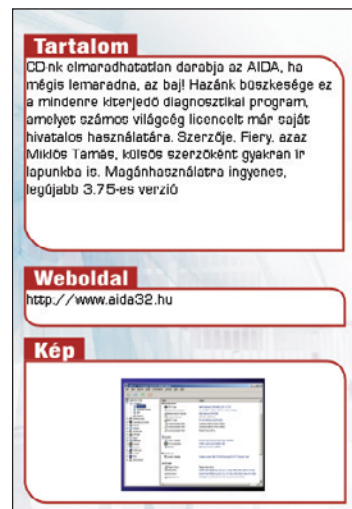 Tartalom
CD-nk elmaradhatatlan darabja az AIDA, ha
mégis lemaradna, az baj! Hazánk büszkesége ez
a mindenre kiterjedő diagnosztikai program,
amelyet számos világcég licencelt már saját
hivatalos használatára. Szerzője, Fiery, azaz
Miklós Tamás, külsős szerzőként gyakran ír
lapunkba is. Magánhasználatra ingyenes,
legújabb 3.75-es verzió
Weboldal
http://www.aida32.hu
Kép